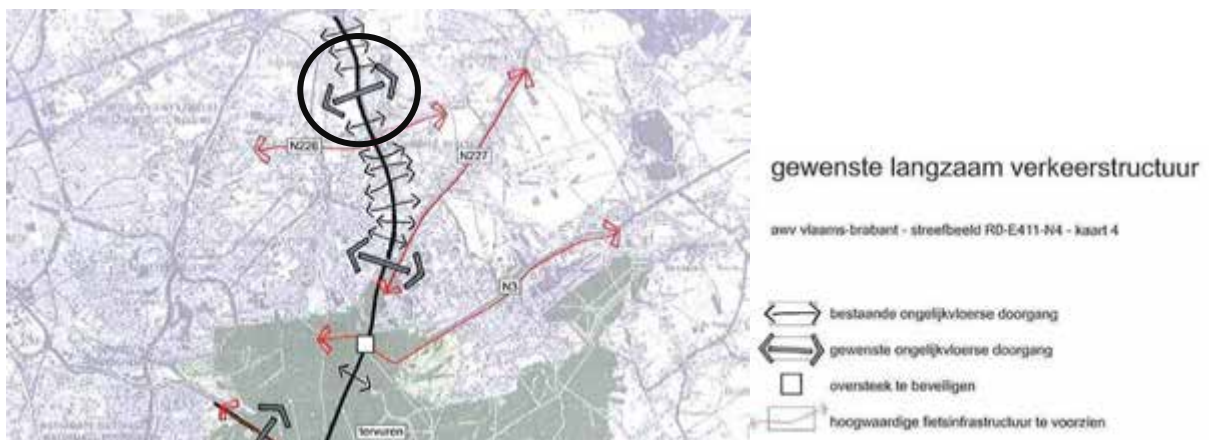 N226
N227
N3
tervuren
gewenste langzaam verkeerstructuur
awv vlaams-brabant - streefbeeld R0-E411-N4 - kaart 4
bestaande ongelijkvloerse doorgang
gewenste ongelijkvloerse doorgang
oversteek te beveiligen
hoogwaardige fietsinfrastructuur te voorzien